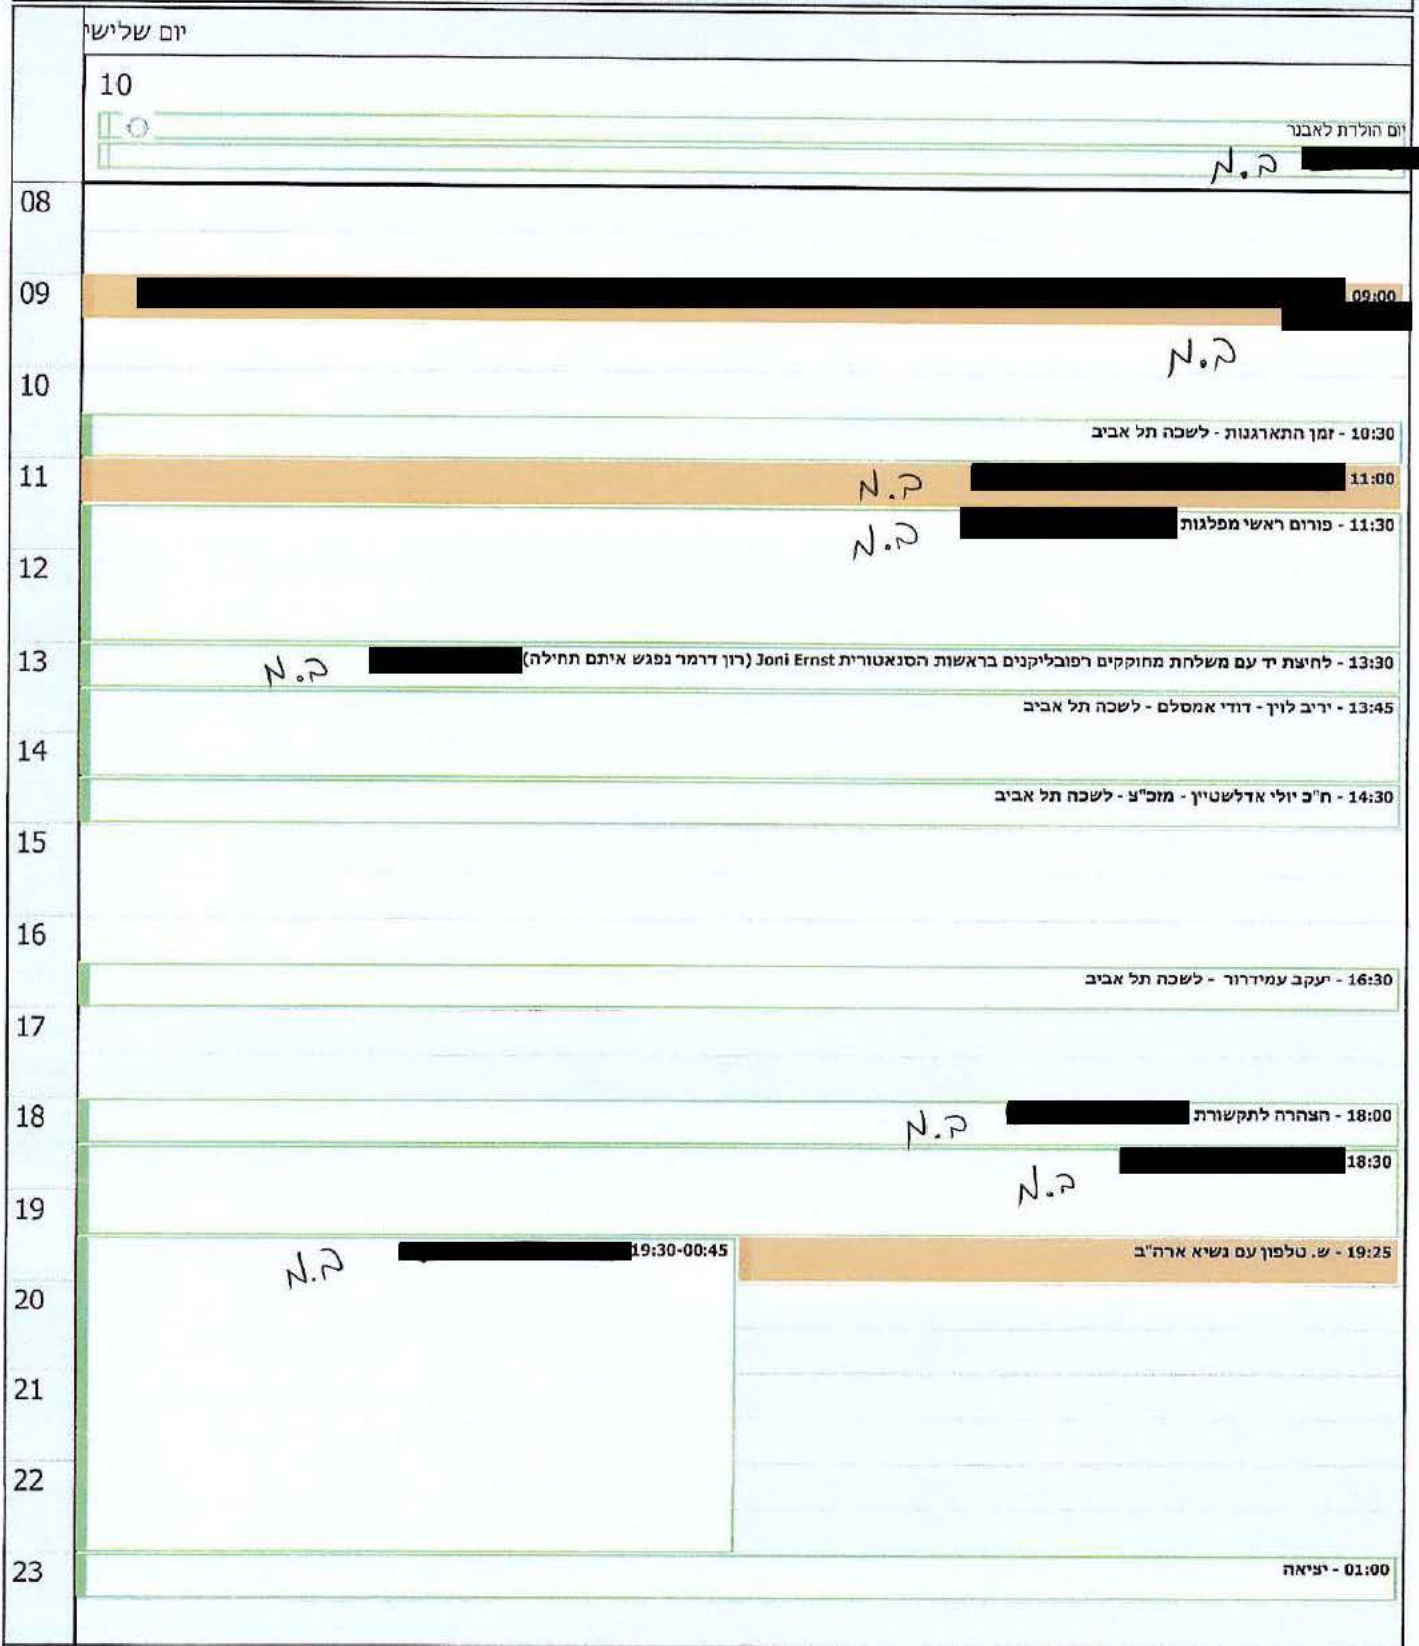 יום שלישי
10
יום הולדת לאבנר
ב.מ
08
09
09:00
ב.מ
10
10:30 - זמן התארגנות - לשכה תל אביב
11
11:00
ב.מ
11:30 - פורום ראשי מפלגות
ב.מ
12
13
13:30 - לחיצת יד עם משלחת מחוקקים רפובליקנים בראשות הסנאטורית Joni Ernst (רון דרמר נפגש איתם תחילה)
ב.מ
13:45 - יריב לוין - דודי אמסלם - לשכה תל אביב
14
14:30 - ח"כ יולי אדלשטיין - מזכ"צ - לשכה תל אביב
15
16
16:30 - יעקב עמידרור - לשכה תל אביב
17
18
18:00 - הצהרה לתקשורת
ב.מ
18:30
ב.מ
19
19:25 - ש. טלפון עם נשיא ארה"ב
19:30-00:45
ב.מ
20
21
22
23
01:00 - יציאה